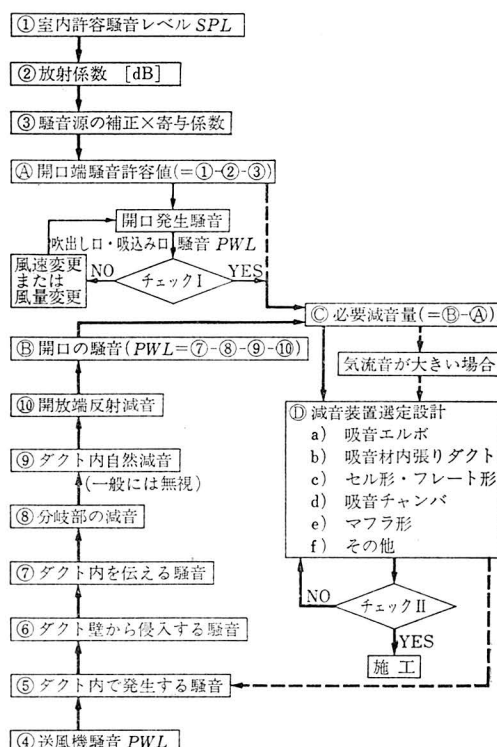 ①室内許容騒音レベル SPL
②放射係数 [dB]
③騒音源の補正×寄与係数
Ⓐ開口端騒音許容値(=①-②-③)
開口発生騒音
吹出し口・吸込み口 騒音 PWL
風速変更
または
風量変更
NO
チェックI
YES
Ⓒ必要減音量(=Ⓑ-Ⓐ)
Ⓑ開口の騒音(PWL=⑦-⑧-⑨-⑩)
気流音が大きい場合
⑩開放端反射減音
Ⓓ減音装置選定設計
a) 吸音エルボ
b) 吸音材内張りダクト
c) セル形・フレート形
d) 吸音チャンバ
e) マフラ形
f) その他
⑨ダクト内自然減音
(一般には無視)
⑧分岐部の減音
⑦ダクト内を伝える騒音
NO
チェックII
YES
施工
⑥ダクト壁から侵入する騒音
⑤ダクト内で発生する騒音
④送風機騒音 PWL